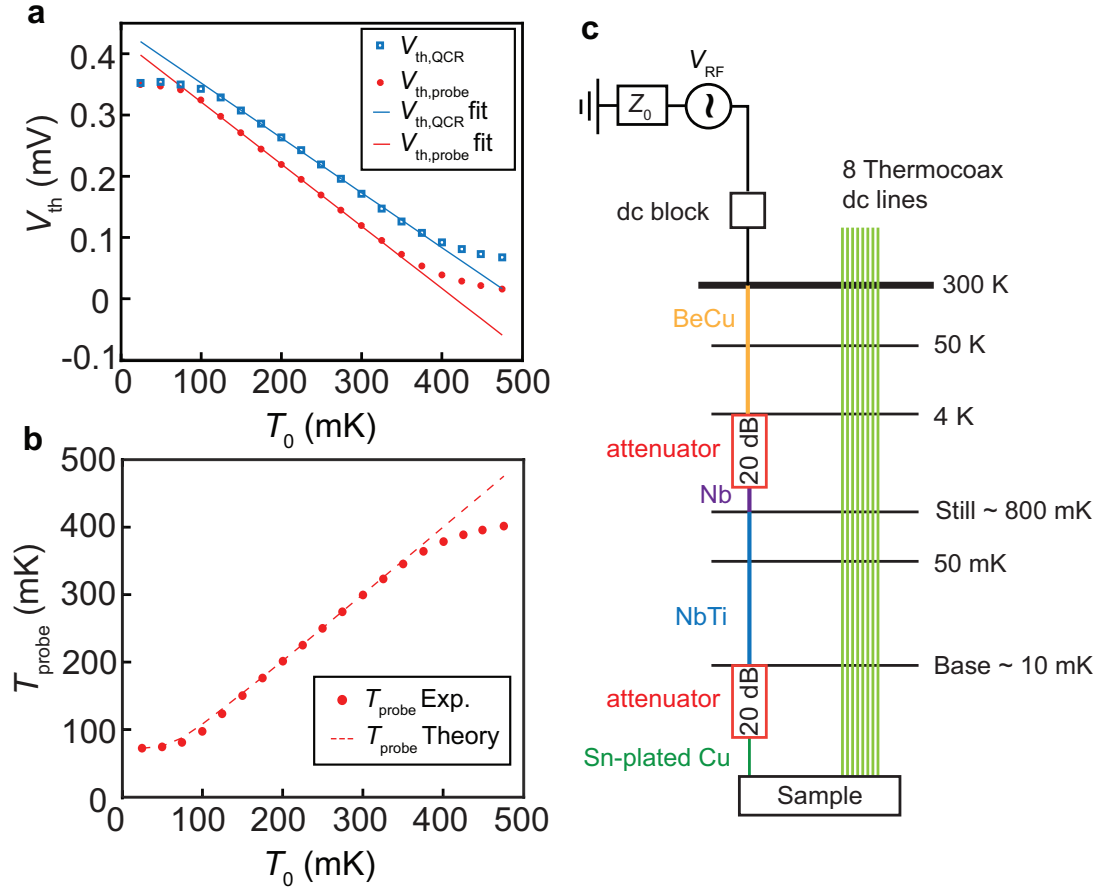 a
0.4
0.3
0.2
0.1
0
-0.1
V_th (mV)
V_th,QCR
V_th,probe
V_th,QCR fit
V_th,probe fit
0 100 200 300 400 500
T_0 (mK)
b
500
400
300
200
100
0
T_probe (mK)
T_probe Exp.
T_probe Theory
0 100 200 300 400 500
T_0 (mK)
c
V_RF
Z_0
~
dc block
8 Thermocoax
dc lines
300 K
BeCu
50 K
4 K
attenuator
20 dB
Nb
Still ~ 800 mK
50 mK
NbTi
Base ~ 10 mK
attenuator
20 dB
Sn-plated Cu
Sample